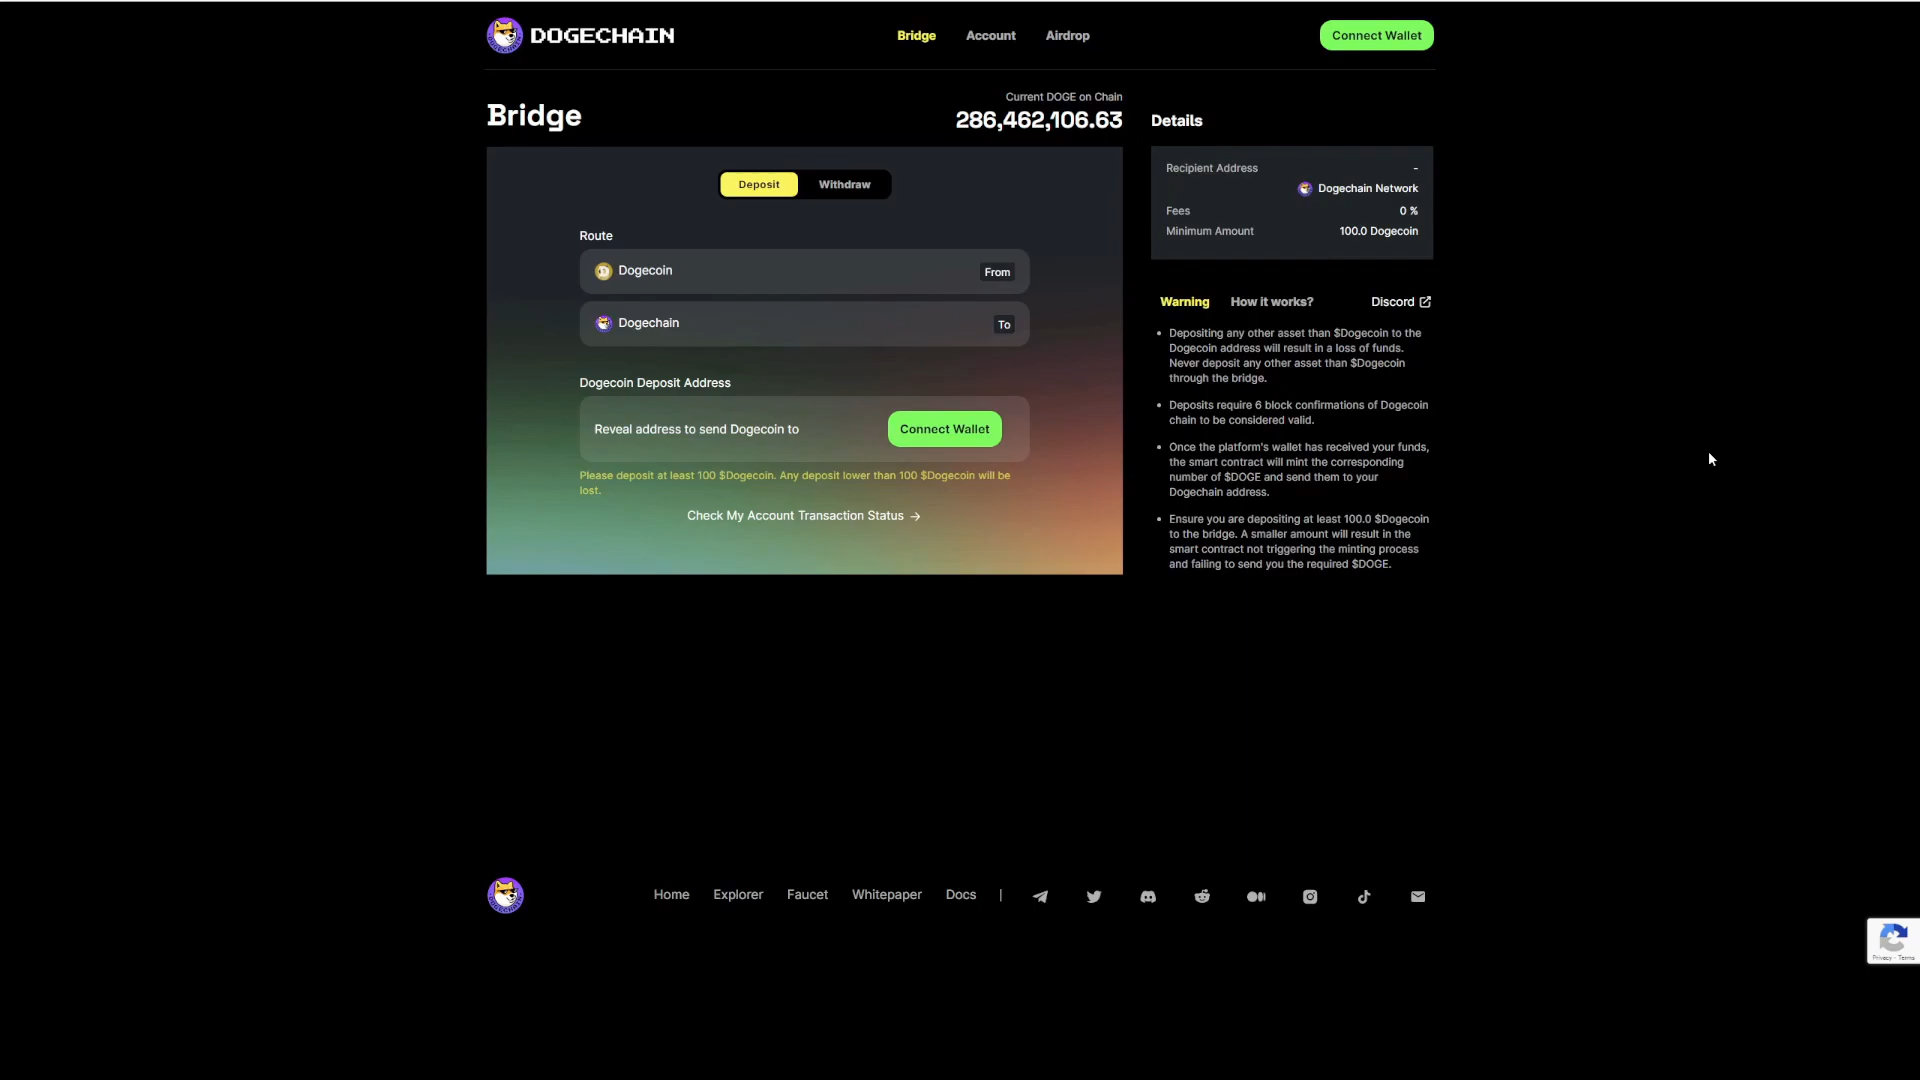 DOGECHAIN
Bridge
Account
Airdrop
Connect Wallet
Bridge
Current DOGE on Chain
286,462,106.63
Deposit
Withdraw
Route
Dogecoin
From
Dogechain
To
Dogecoin Deposit Address
Reveal address to send Dogecoin to
Connect Wallet
Please deposit at least 100 $Dogecoin. Any deposit lower than 100 $Dogecoin will be
lost.
Check My Account Transaction Status →
Details
Recipient Address
-
Dogechain Network
Fees
0 %
Minimum Amount
100.0 Dogecoin
Warning
How it works?
Discord
• Depositing any other asset than $Dogecoin to the
Dogecoin address will result in a loss of funds.
Never deposit any other asset than $Dogecoin
through the bridge.
• Deposits require 6 block confirmations of Dogecoin
chain to be considered valid.
• Once the platform's wallet has received your funds,
the smart contract will mint the corresponding
number of $DOGE and send them to your
Dogechain address.
• Ensure you are depositing at least 100.0 $Dogecoin
to the bridge. A smaller amount will result in the
smart contract not triggering the minting process
and failing to send you the required $DOGE.
Home
Explorer
Faucet
Whitepaper
Docs
|
Privacy - Terms